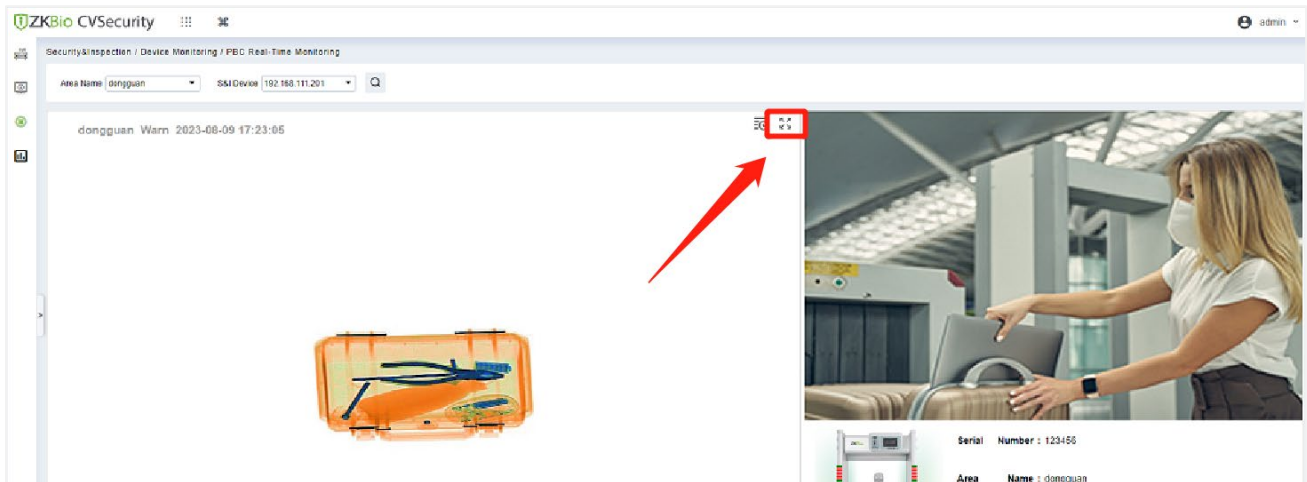 ZKBio CVSecurity
admin
Security&Inspection / Device Monitoring / PBC Real-Time Monitoring
Area Name dongguan S&I Device 192.168.111.201
dongguan Warn 2023-08-09 17:23:05
Serial Number : 123456
Area Name : dongguan